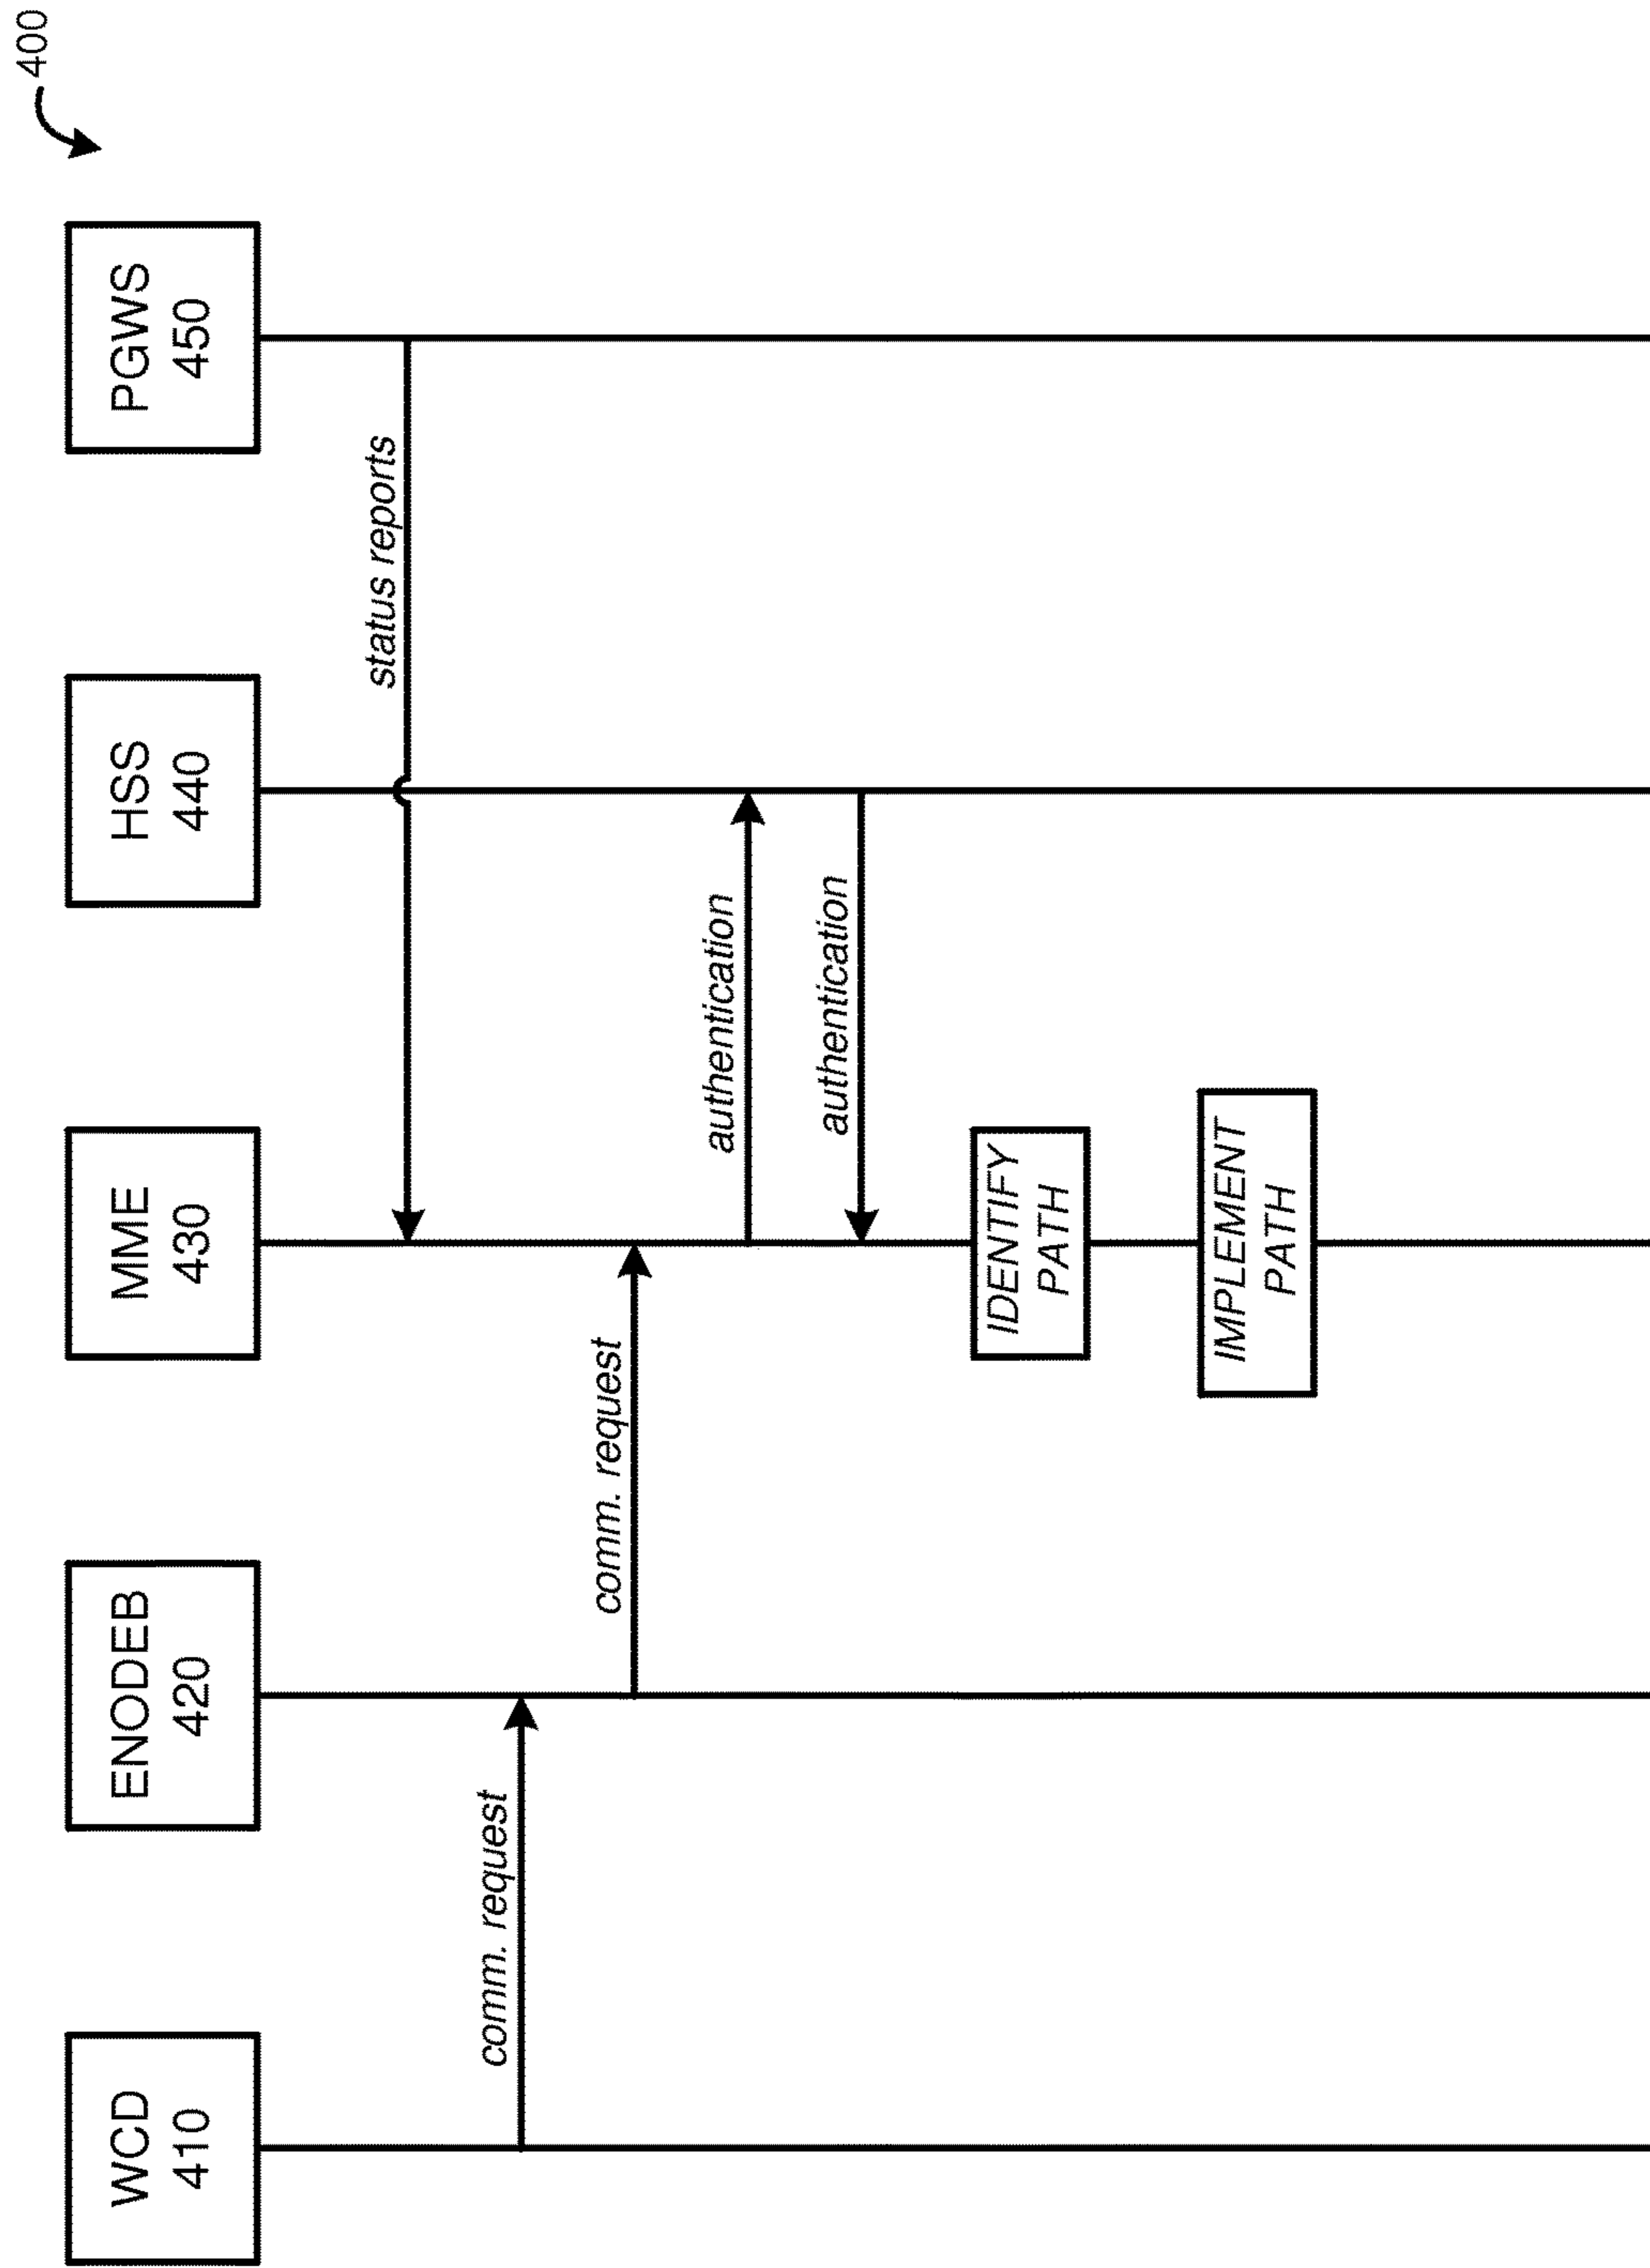 400
WCD
410
ENODEB
420
MME
430
HSS
440
PGWS
450
status reports
comm. request
comm. request
authentication
authentication
IDENTIFY
PATH
IMPLEMENT
PATH